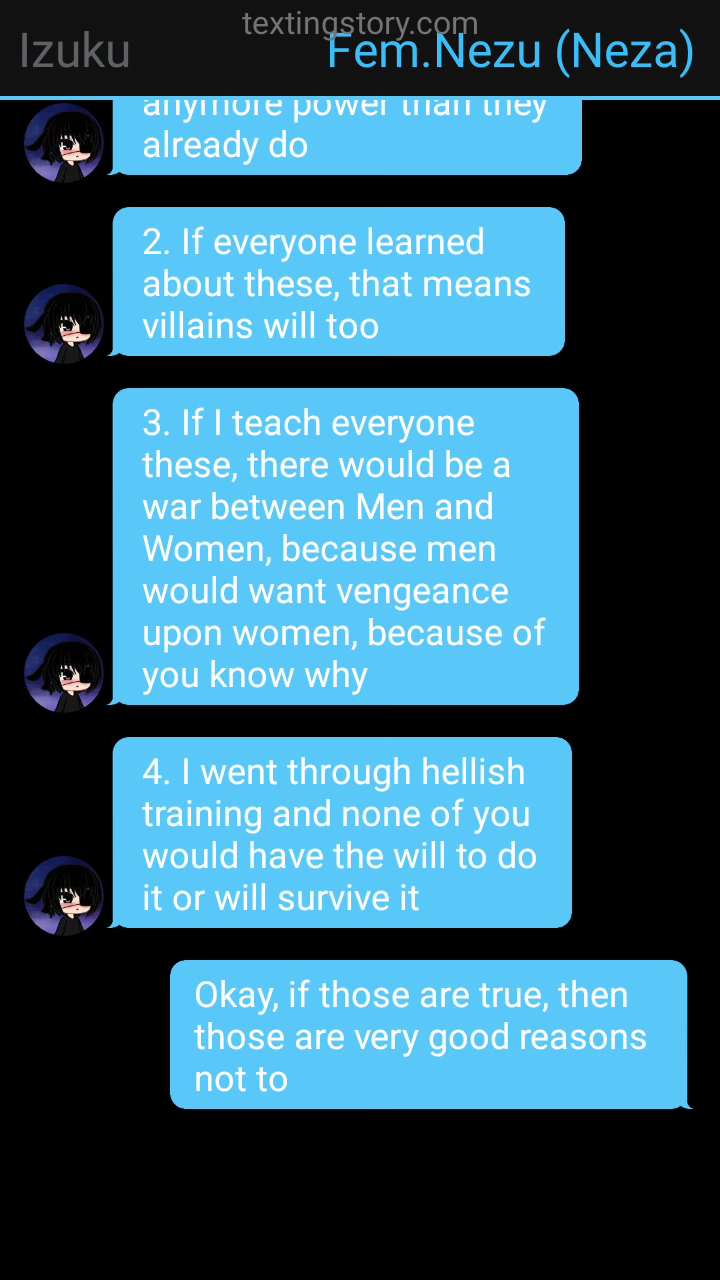 textingstory.com
Izuku
Fem.Nezu (Neza)
anymore power than they
already do
2. If everyone learned
about these, that means
villains will too
3. If I teach everyone
these, there would be a
war between Men and
Women, because men
would want vengeance
upon women, because of
you know why
4. I went through hellish
training and none of you
would have the will to do
it or will survive it
Okay, if those are true, then
those are very good reasons
not to